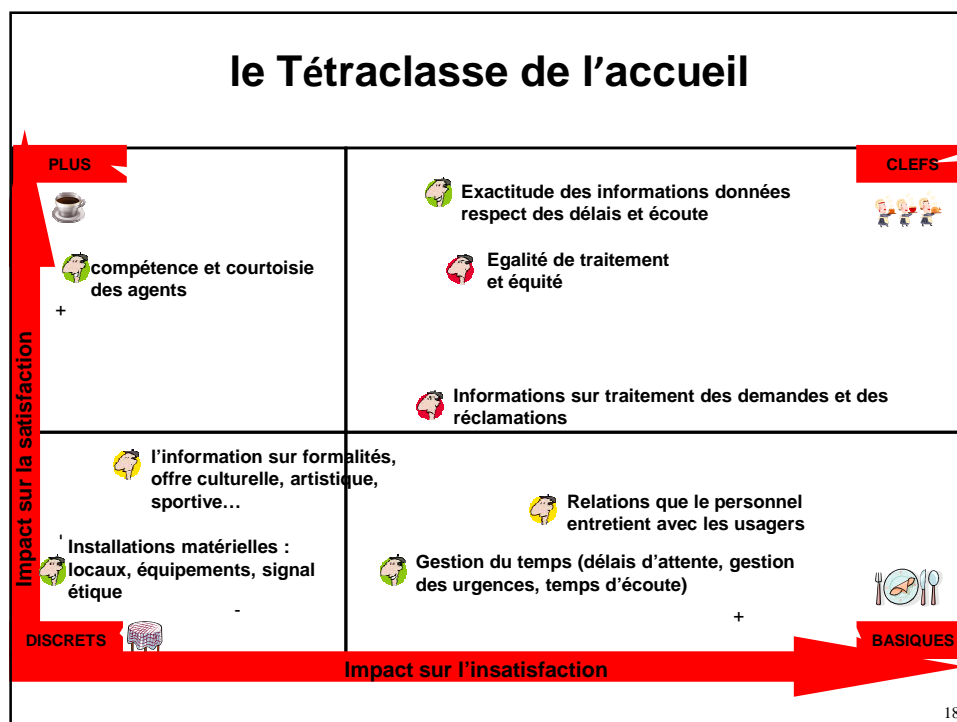 le Tétraclasse de l'accueil
PLUS
CLEFS
Exactitude des informations données
respect des délais et écoute
compétence et courtoisie
des agents
+
Egalité de traitement
et équité
Informations sur traitement des demandes et des
réclamations
Impact sur la satisfaction
l'information sur formalités,
offre culturelle, artistique,
sportive…
Relations que le personnel
entretient avec les usagers
-
Installations matérielles :
locaux, équipements, signal
étique
Gestion du temps (délais d'attente, gestion
des urgences, temps d'écoute)
-
+
DISCRETS
BASIQUES
Impact sur l'insatisfaction
18